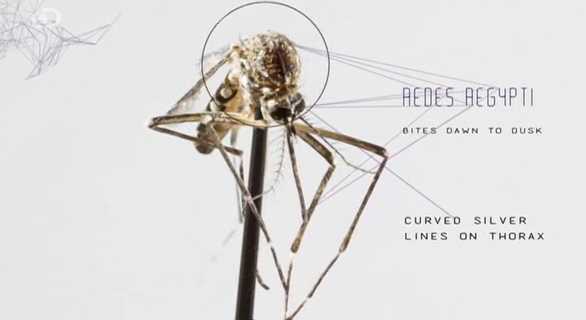 AEDES AEGYPTI
BITES DAWN TO DUSK
CURVED SILVER
LINES ON THORAX